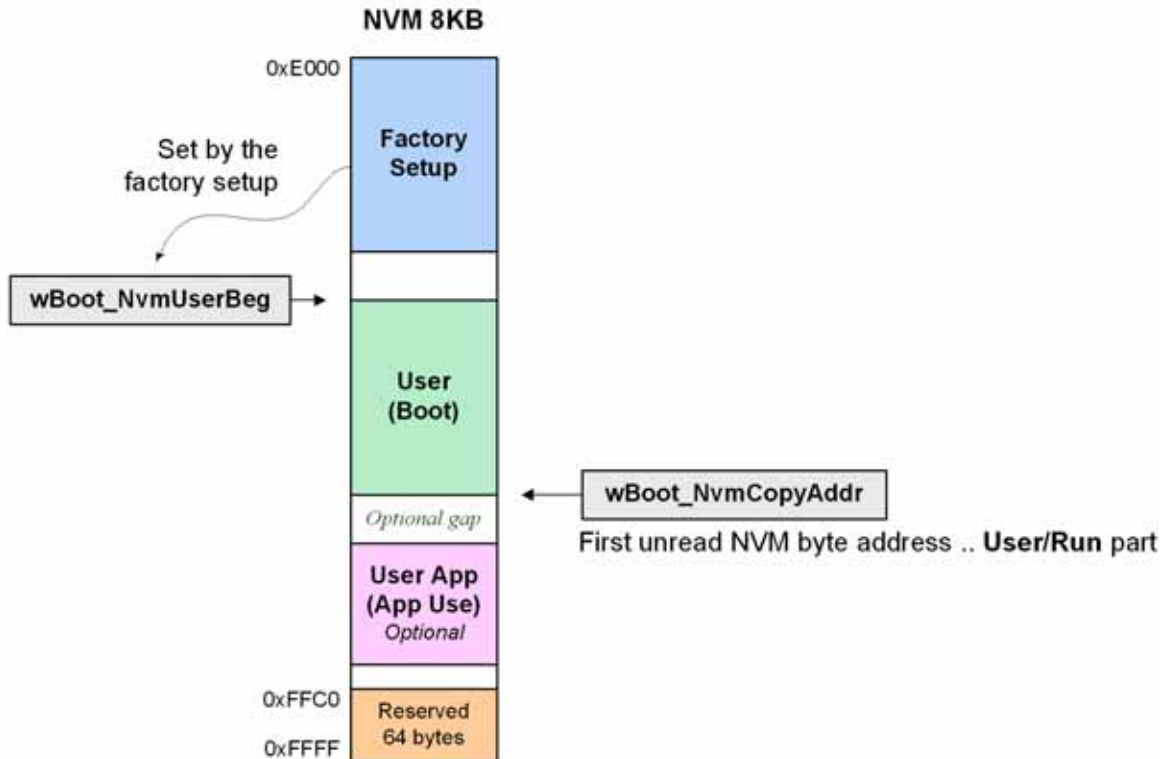 NVM 8KB
0xE000
Factory
Setup
Set by the
factory setup
wBoot_NvmUserBeg
User
(Boot)
wBoot_NvmCopyAddr
Optional gap
First unread NVM byte address .. User/Run part
User App
(App Use)
Optional
0xFFC0
Reserved
64 bytes
0xFFFF